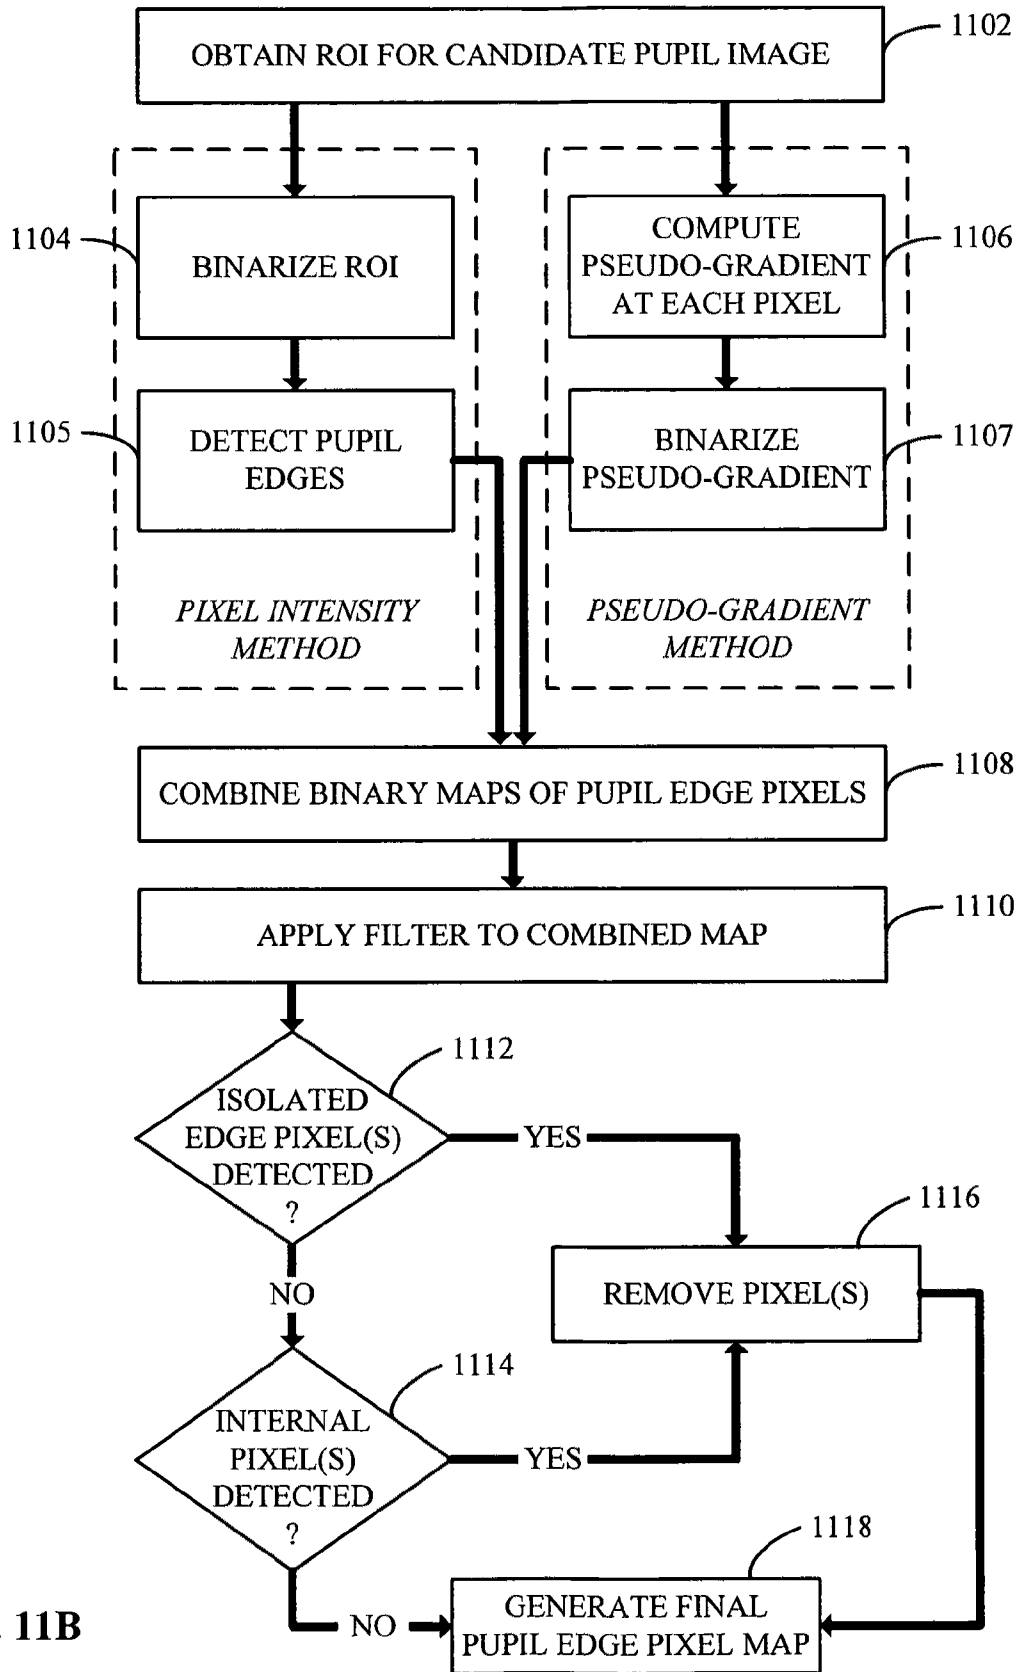 OBTAIN ROI FOR CANDIDATE PUPIL IMAGE
1102
1104
BINARIZE ROI
COMPUTE
PSEUDO-GRADIENT
AT EACH PIXEL
1106
1105
DETECT PUPIL
EDGES
BINARIZE
PSEUDO-GRADIENT
1107
PIXEL INTENSITY
METHOD
PSEUDO-GRADIENT
METHOD
COMBINE BINARY MAPS OF PUPIL EDGE PIXELS
1108
APPLY FILTER TO COMBINED MAP
1110
1112
ISOLATED
EDGE PIXEL(S)
DETECTED
?
YES
NO
1116
REMOVE PIXEL(S)
1114
INTERNAL
PIXEL(S)
DETECTED
?
YES
NO
1118
GENERATE FINAL
PUPIL EDGE PIXEL MAP
. 11B